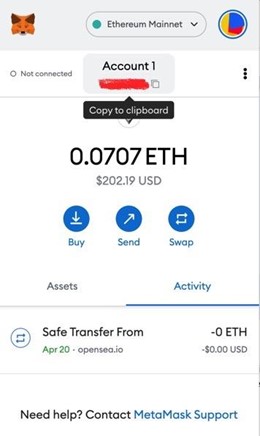 Ethereum Mainnet
Not connected
Account 1
Copy to clipboard
0.0707 ETH
$202.19 USD
Buy
Send
Swap
Assets
Activity
Safe Transfer From
-0 ETH
Apr 20 · opensea.io
-$0.00 USD
Need help? Contact MetaMask Support